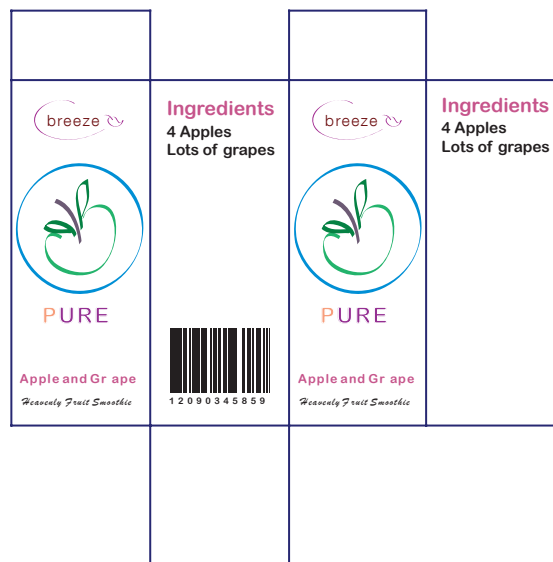 breeze
PURE
Apple and Gr ape
Heavenly Fruit Smoothie
Ingredients
4 Apples
Lots of grapes
12090345859
breeze
PURE
Apple and Gr ape
Heavenly Fruit Smoothie
Ingredients
4 Apples
Lots of grapes